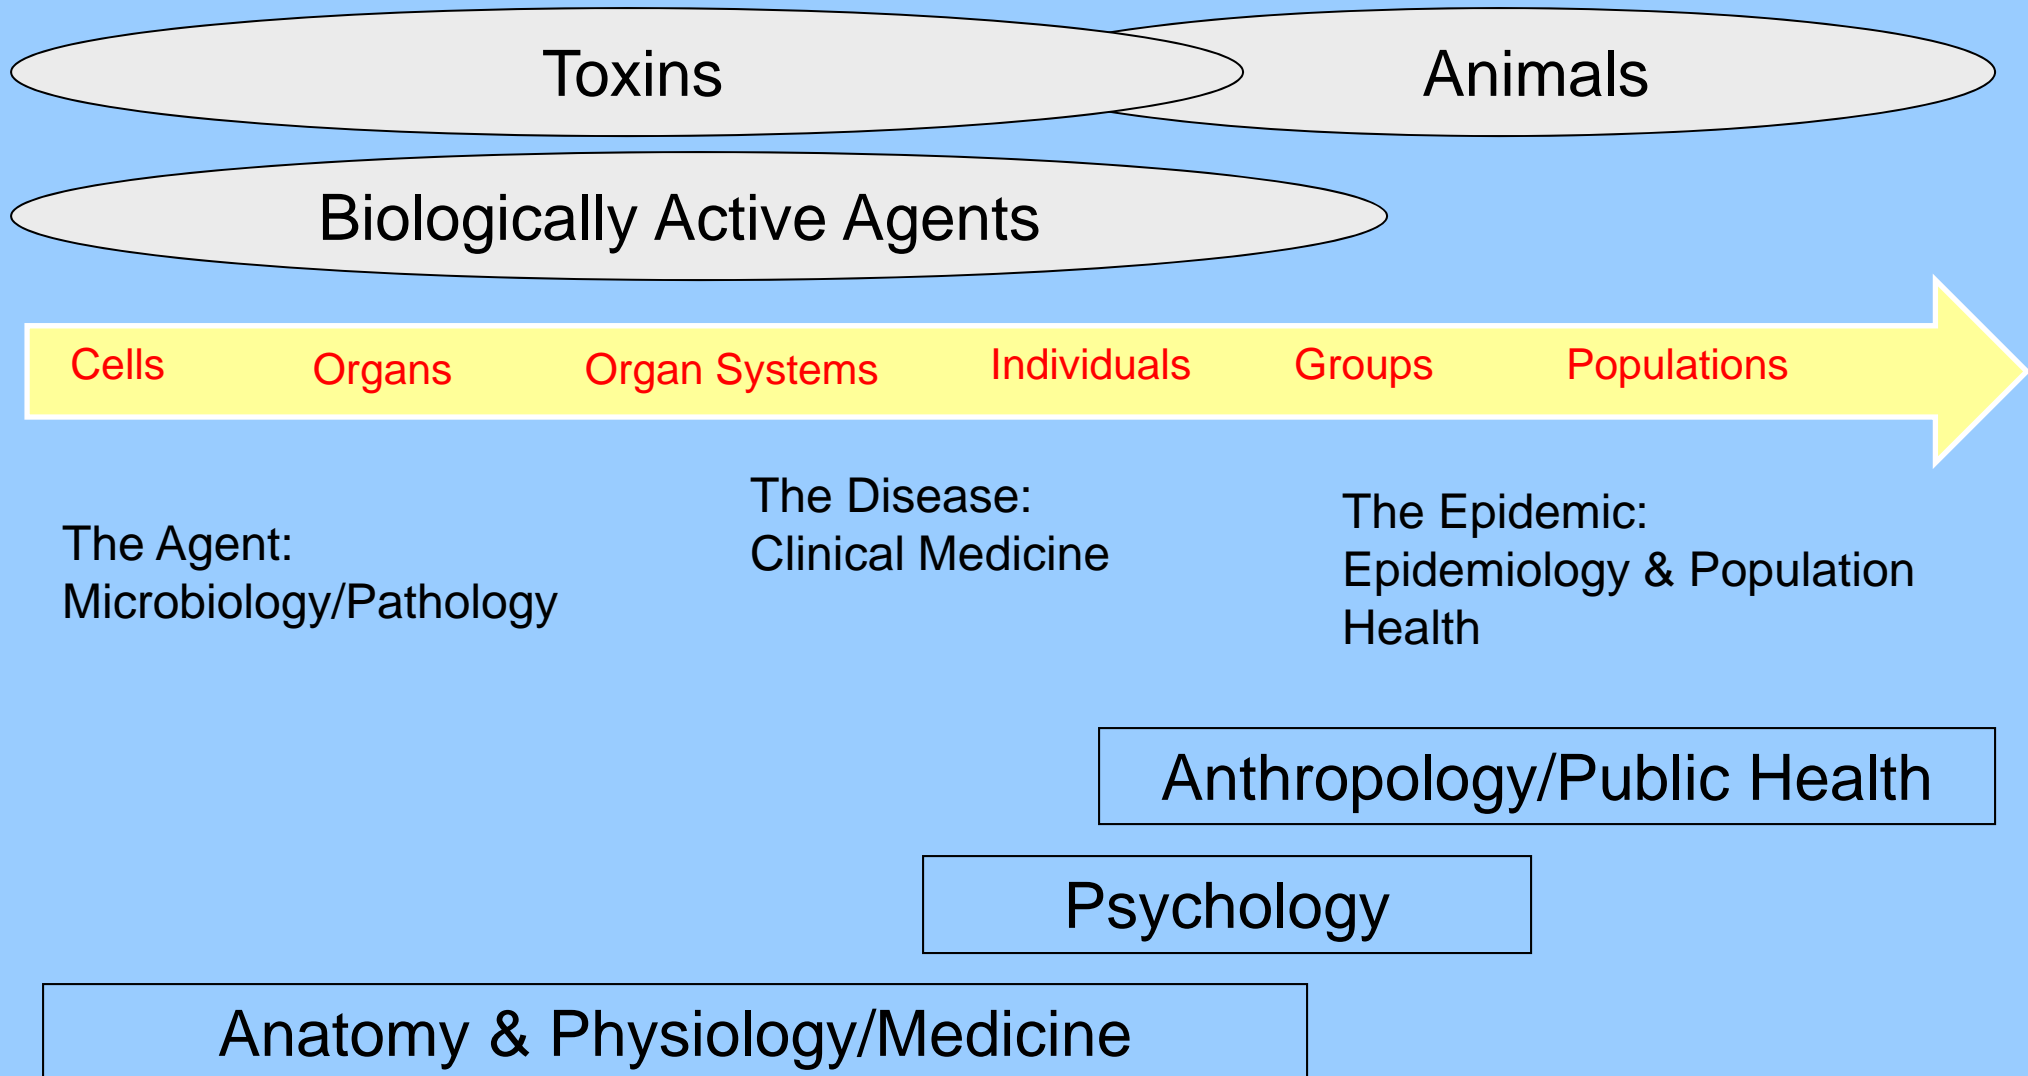 Toxins
Animals
Biologically Active Agents
Cells
Organs
Organ Systems
Individuals
Groups
Populations
The Agent:
Microbiology/Pathology
The Disease:
Clinical Medicine
The Epidemic:
Epidemiology & Population
Health
Anthropology/Public Health
Psychology
Anatomy & Physiology/Medicine